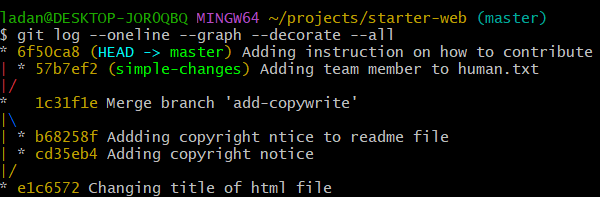 ladan@DESKTOP-JOROQBQ MINGW64 ~/projects/starter-web (master)
$ git log --oneline --graph --decorate --all
* 6f50ca8 (HEAD -> master) Adding instruction on how to contribute
| * 57b7ef2 (simple-changes) Adding team member to human.txt
|/
*   1c31f1e Merge branch 'add-copywrite'
|\
| * b68258f Addding copyright ntice to readme file
| * cd35eb4 Adding copyright notice
|/
* e1c6572 Changing title of html file